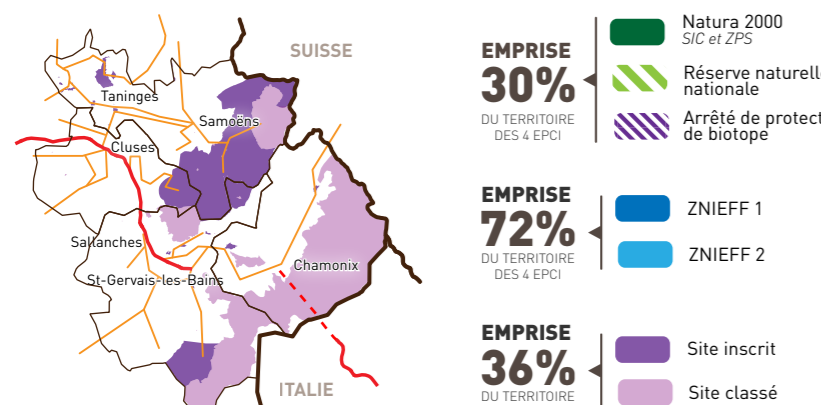 SUISSE
Taninges
Samoëns
Cluses
Sallanches
St-Gervais-les-Bains
Chamonix
ITALIE
EMPRISE
30%
DU TERRITOIRE
DES 4 EPCI
Natura 2000
SIC et ZPS
Réserve naturelle
nationale
Arrêté de protect
de biotope
EMPRISE
72%
DU TERRITOIRE
DES 4 EPCI
ZNIEFF 1
ZNIEFF 2
EMPRISE
36%
DU TERRITOIRE
Site inscrit
Site classé